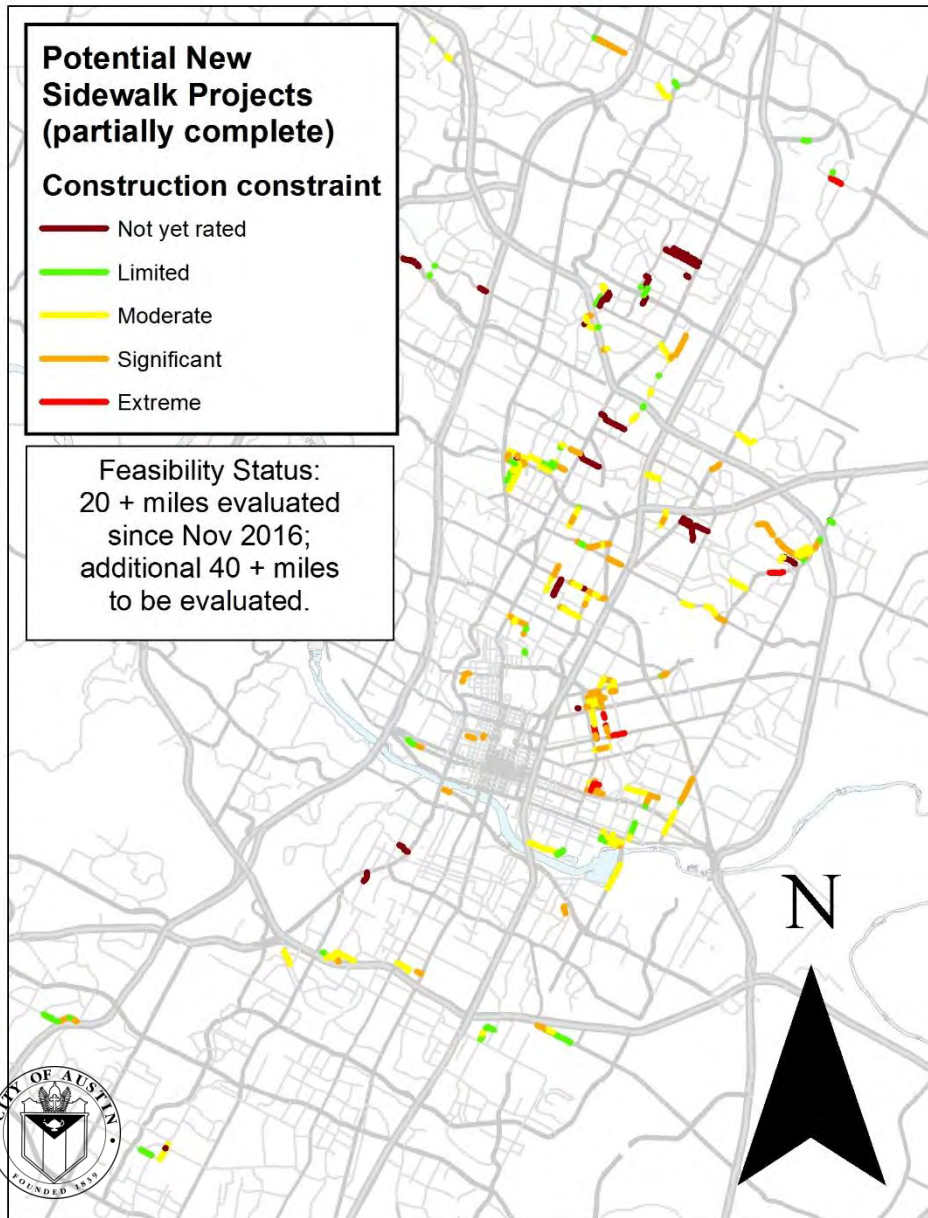 Potential New
Sidewalk Projects
(partially complete)
Construction constraint
Not yet rated
Limited
Moderate
Significant
Extreme
Feasibility Status:
20 + miles evaluated
since Nov 2016;
additional 40 + miles
to be evaluated.
N
CITY OF AUSTIN
FOUNDED 1839